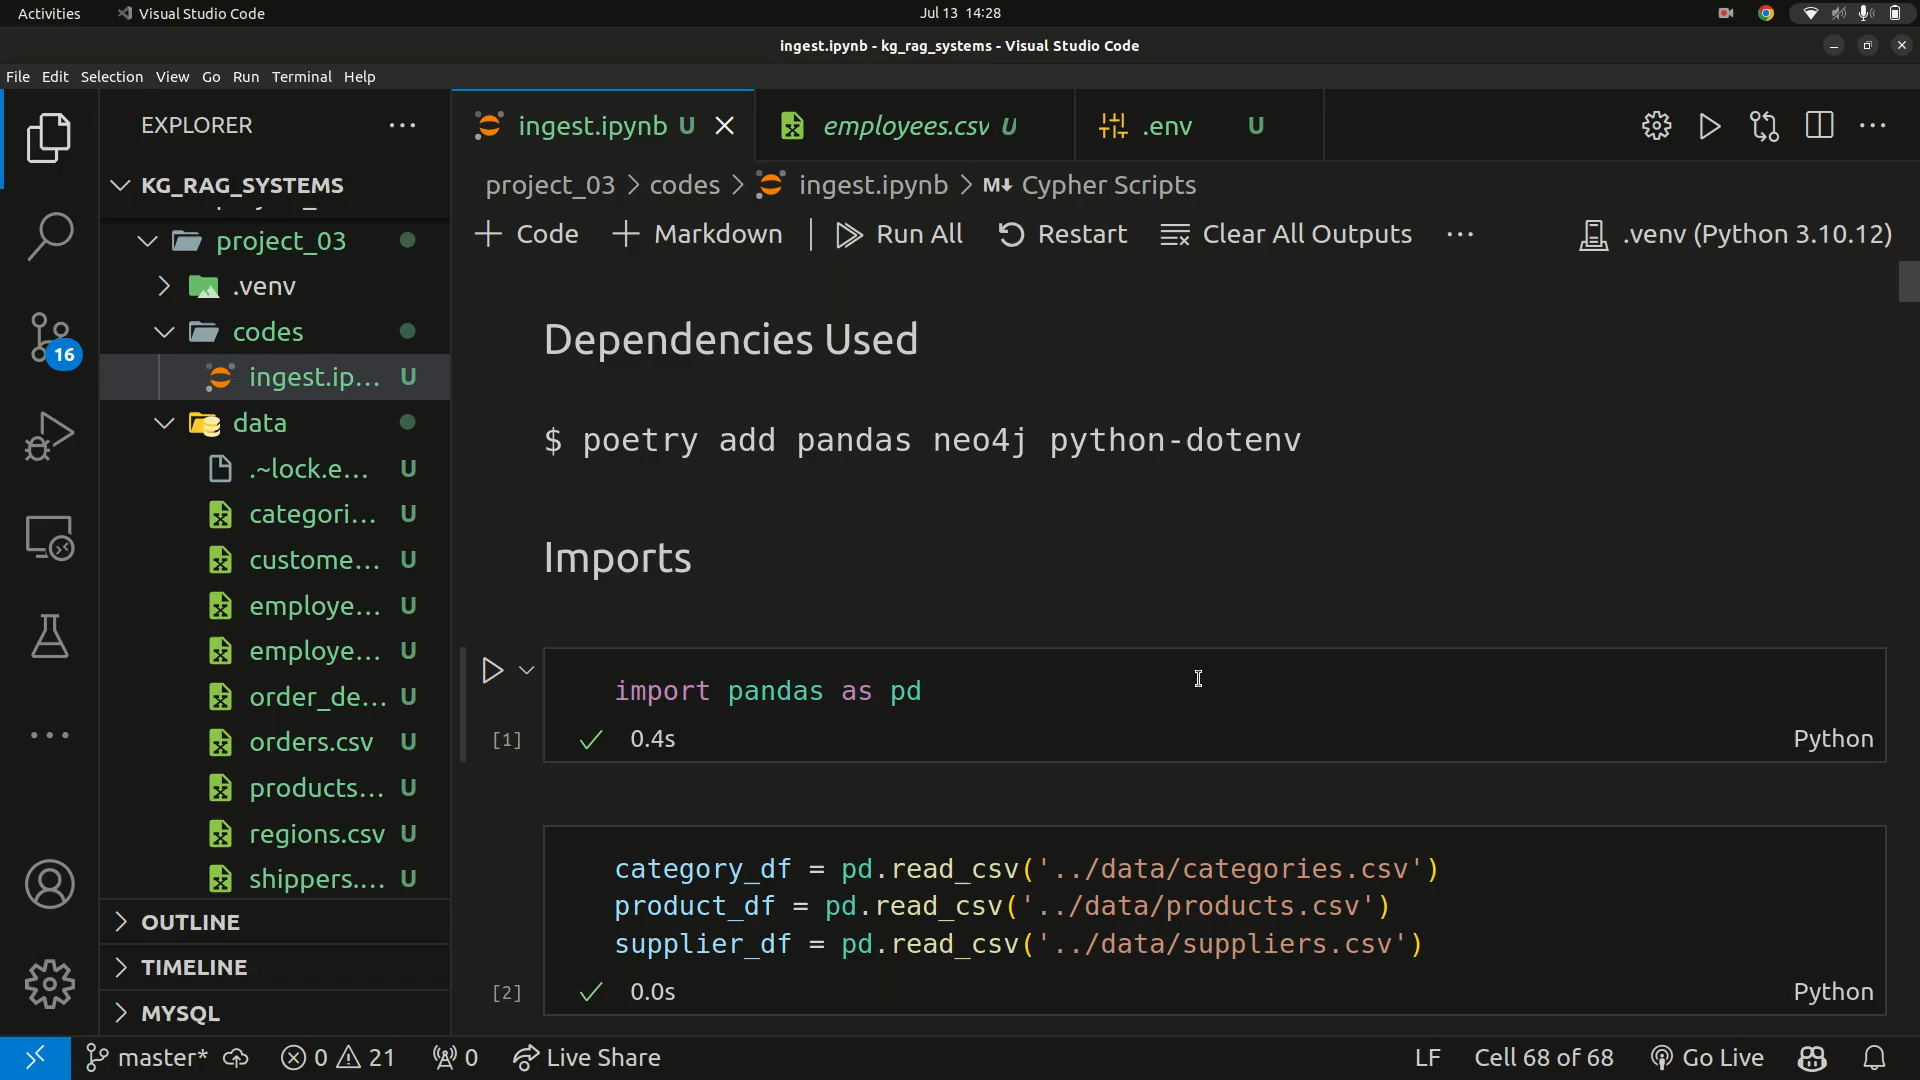 Activities
Visual Studio Code
Jul 13 14:28
ingest.ipynb - kg_rag_systems - Visual Studio Code
File Edit Selection View Go Run Terminal Help
EXPLORER
KG_RAG_SYSTEMS
project_03
.venv
codes
ingest.ip... U
data
.~lock.e... U
categori... U
custome... U
employe... U
employe... U
order_de... U
orders.csv U
products... U
regions.csv U
shippers.... U
OUTLINE
TIMELINE
MYSQL
16
ingest.ipynb U
employees.csv U
.env U
project_03 > codes > ingest.ipynb > M↓ Cypher Scripts
+ Code + Markdown | Run All Restart Clear All Outputs ...
.venv (Python 3.10.12)
Dependencies Used
$ poetry add pandas neo4j python-dotenv
Imports
import pandas as pd
[1] 0.4s Python
category_df = pd.read_csv('../data/categories.csv')
product_df = pd.read_csv('../data/products.csv')
supplier_df = pd.read_csv('../data/suppliers.csv')
[2] 0.0s Python
master* 0 21 0 Live Share
LF Cell 68 of 68 Go Live